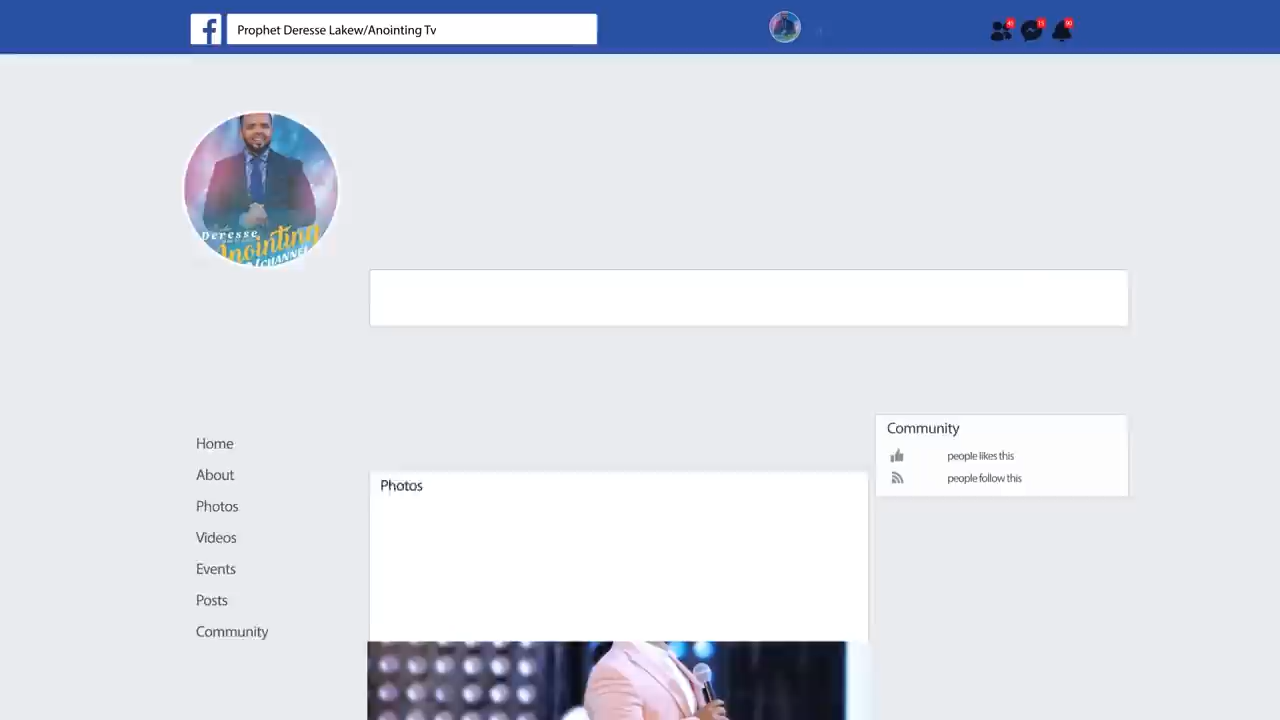 Prophet Deresse Lakew/Anointing Tv
Deresse
Anointing
CHANNEL
Home
About
Photos
Videos
Events
Posts
Community
Photos
Community
people likes this
people follow this